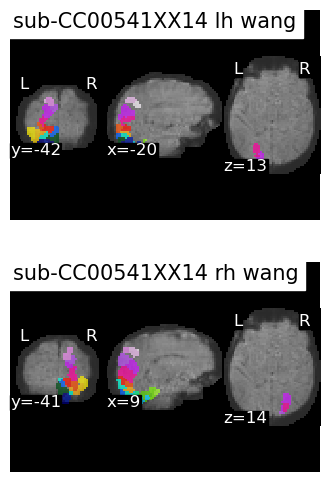 sub-CC00541XX14 lh wang
L R L R
y=-42 x=-20 z=13
sub-CC00541XX14 rh wang
L R L R
y=-41 x=9 z=14